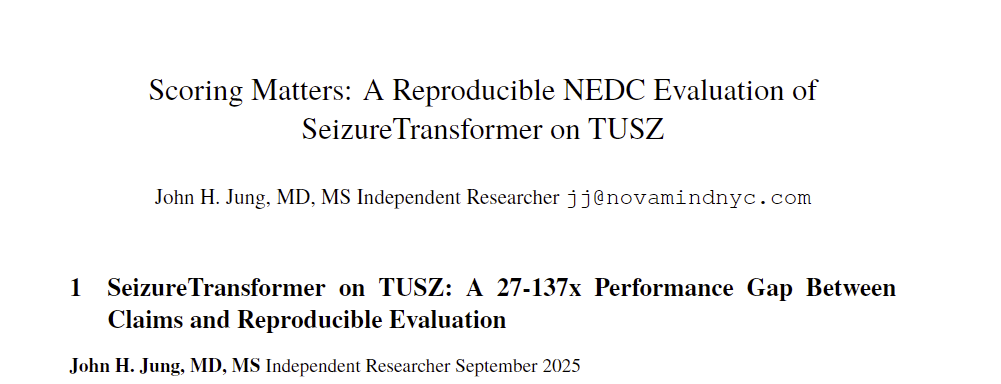 Scoring Matters: A Reproducible NEDC Evaluation of
SeizureTransformer on TUSZ
John H. Jung, MD, MS Independent Researcher jj@novamindnyc.com
1 SeizureTransformer on TUSZ: A 27-137x Performance Gap Between
Claims and Reproducible Evaluation
John H. Jung, MD, MS Independent Researcher September 2025